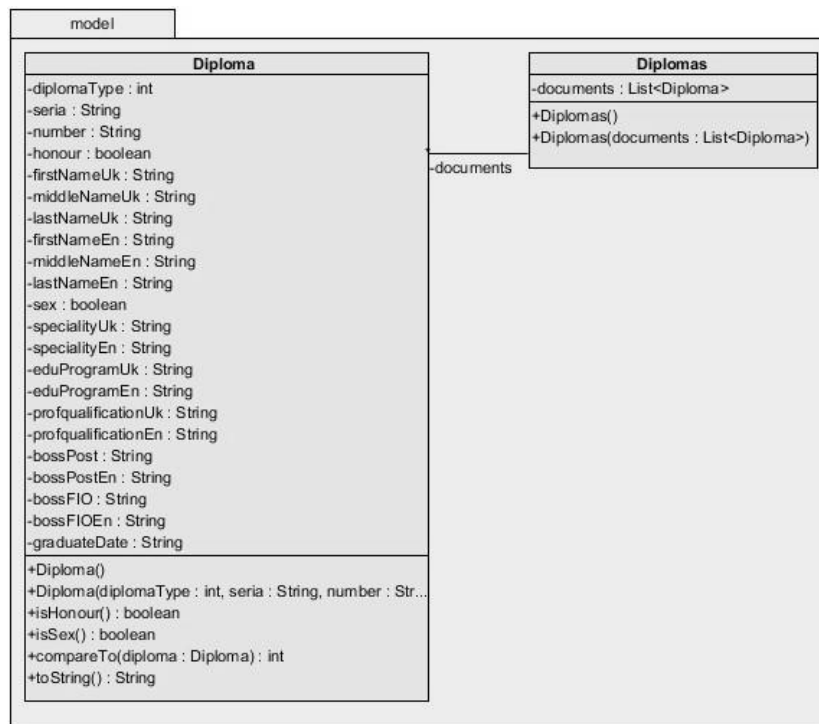 model
Diploma
-diplomaType : int
-seria : String
-number : String
-honour : boolean
-firstNameUk : String
-middleNameUk : String
-lastNameUk : String
-firstNameEn : String
-middleNameEn : String
-lastNameEn : String
-sex : boolean
-specialityUk : String
-specialityEn : String
-eduProgramUk : String
-eduProgramEn : String
-profqualificationUk : String
-profqualificationEn : String
-bossPost : String
-bossPostEn : String
-bossFIO : String
-bossFIOEn : String
-graduateDate : String
+Diploma()
+Diploma(diplomaType : int, seria : String, number : Str...
+isHonour() : boolean
+isSex() : boolean
+compareTo(diploma : Diploma) : int
+toString() : String
*
-documents
Diplomas
-documents : List<Diploma>
+Diplomas()
+Diplomas(documents : List<Diploma>)